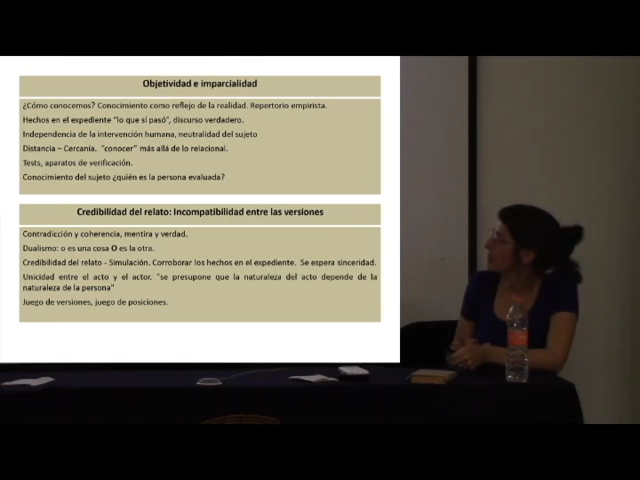 Objetividad e imparcialidad
¿Cómo conocemos? Conocimiento como reflejo de la realidad. Repertorio empirista.
Hechos en el expediente "lo que sí pasó", discurso verdadero.
Independencia de la intervención humana, neutralidad del sujeto
Distancia – Cercanía. "conocer" más allá de lo relacional.
Tests, aparatos de verificación.
Conocimiento del sujeto ¿quién es la persona evaluada?
Credibilidad del relato: Incompatibilidad entre las versiones
Contradicción y coherencia, mentira y verdad.
Dualismo: o es una cosa O es la otra.
Credibilidad del relato - Simulación. Corroborar los hechos en el expediente. Se espera sinceridad.
Unicidad entre el acto y el actor. "se presupone que la naturaleza del acto depende de la
naturaleza de la persona"
Juego de versiones, juego de posiciones.